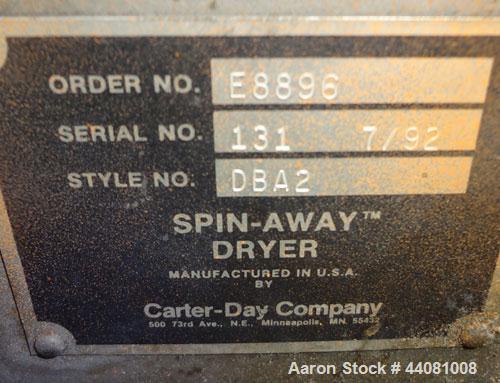 ORDER NO. E8896
SERIAL NO. 131 7/92
STYLE NO. DBA2
SPIN-AWAY™
DRYER
MANUFACTURED IN U.S.A.
BY
Carter-Day Company
500 73rd Ave., N.E., Minneapolis, MN. 55432
Aaron Stock # 44081008